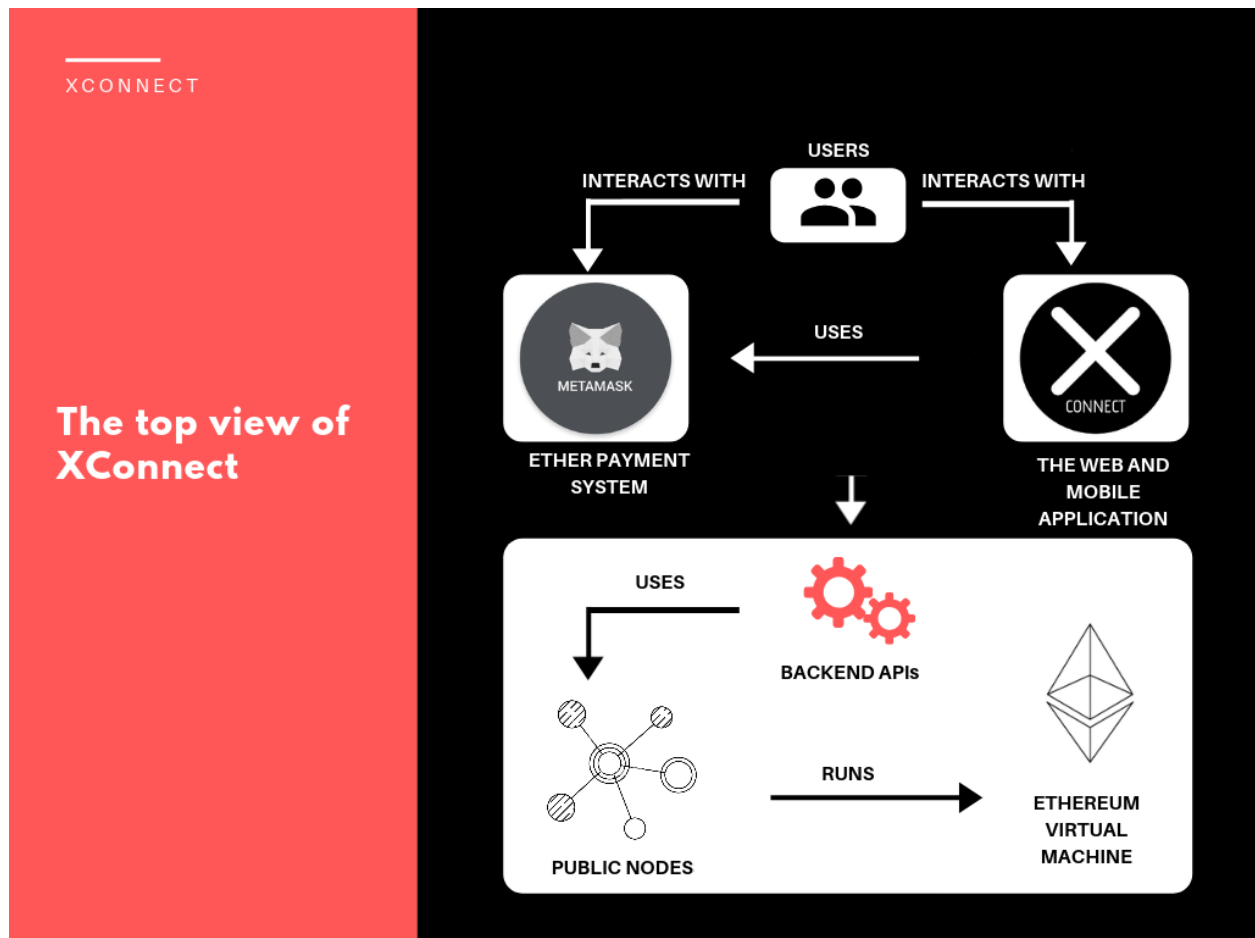 XCONNECT
The top view of
XConnect
USERS
INTERACTS WITH
INTERACTS WITH
METAMASK
USES
CONNECT
ETHER PAYMENT
SYSTEM
THE WEB AND
MOBILE
APPLICATION
USES
BACKEND APIs
RUNS
PUBLIC NODES
ETHEREUM
VIRTUAL
MACHINE